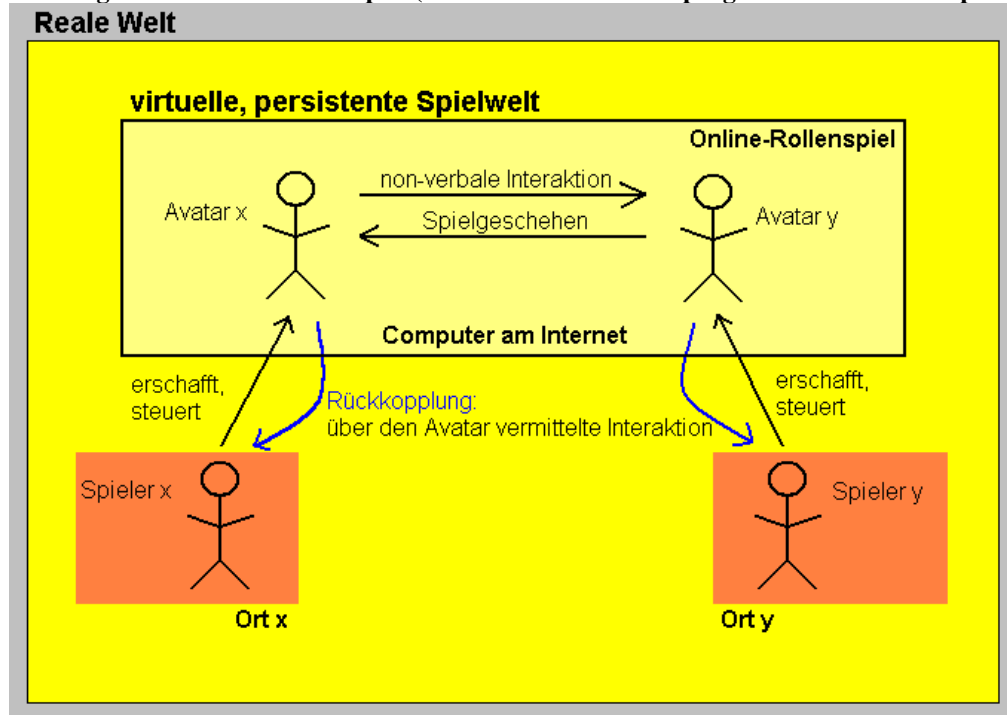 Reale Welt
virtuelle, persistente Spielwelt
Online-Rollenspiel
non-verbale Interaktion
Avatar x
Spielgeschehen
Avatar y
Computer am Internet
erschafft,
steuert
erschafft,
steuert
Rückkopplung:
über den Avatar vermittelte Interaktion
Spieler x
Spieler y
Ort x
Ort y